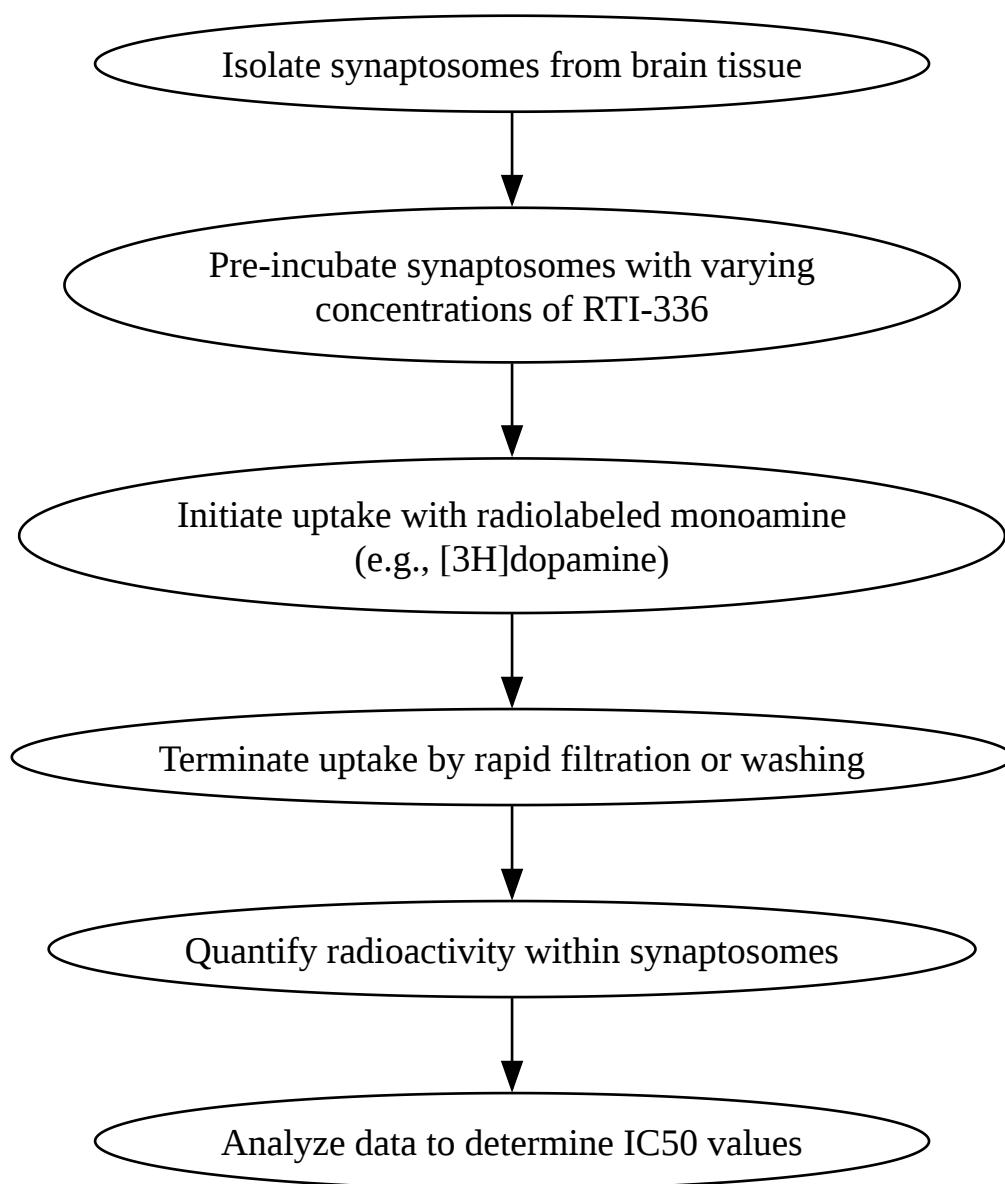 Isolate synaptosomes from brain tissue
Pre-incubate synaptosomes with varying
concentrations of RTI-336
Initiate uptake with radiolabeled monoamine
(e.g., [3H]dopamine)
Terminate uptake by rapid filtration or washing
Quantify radioactivity within synaptosomes
Analyze data to determine IC50 values